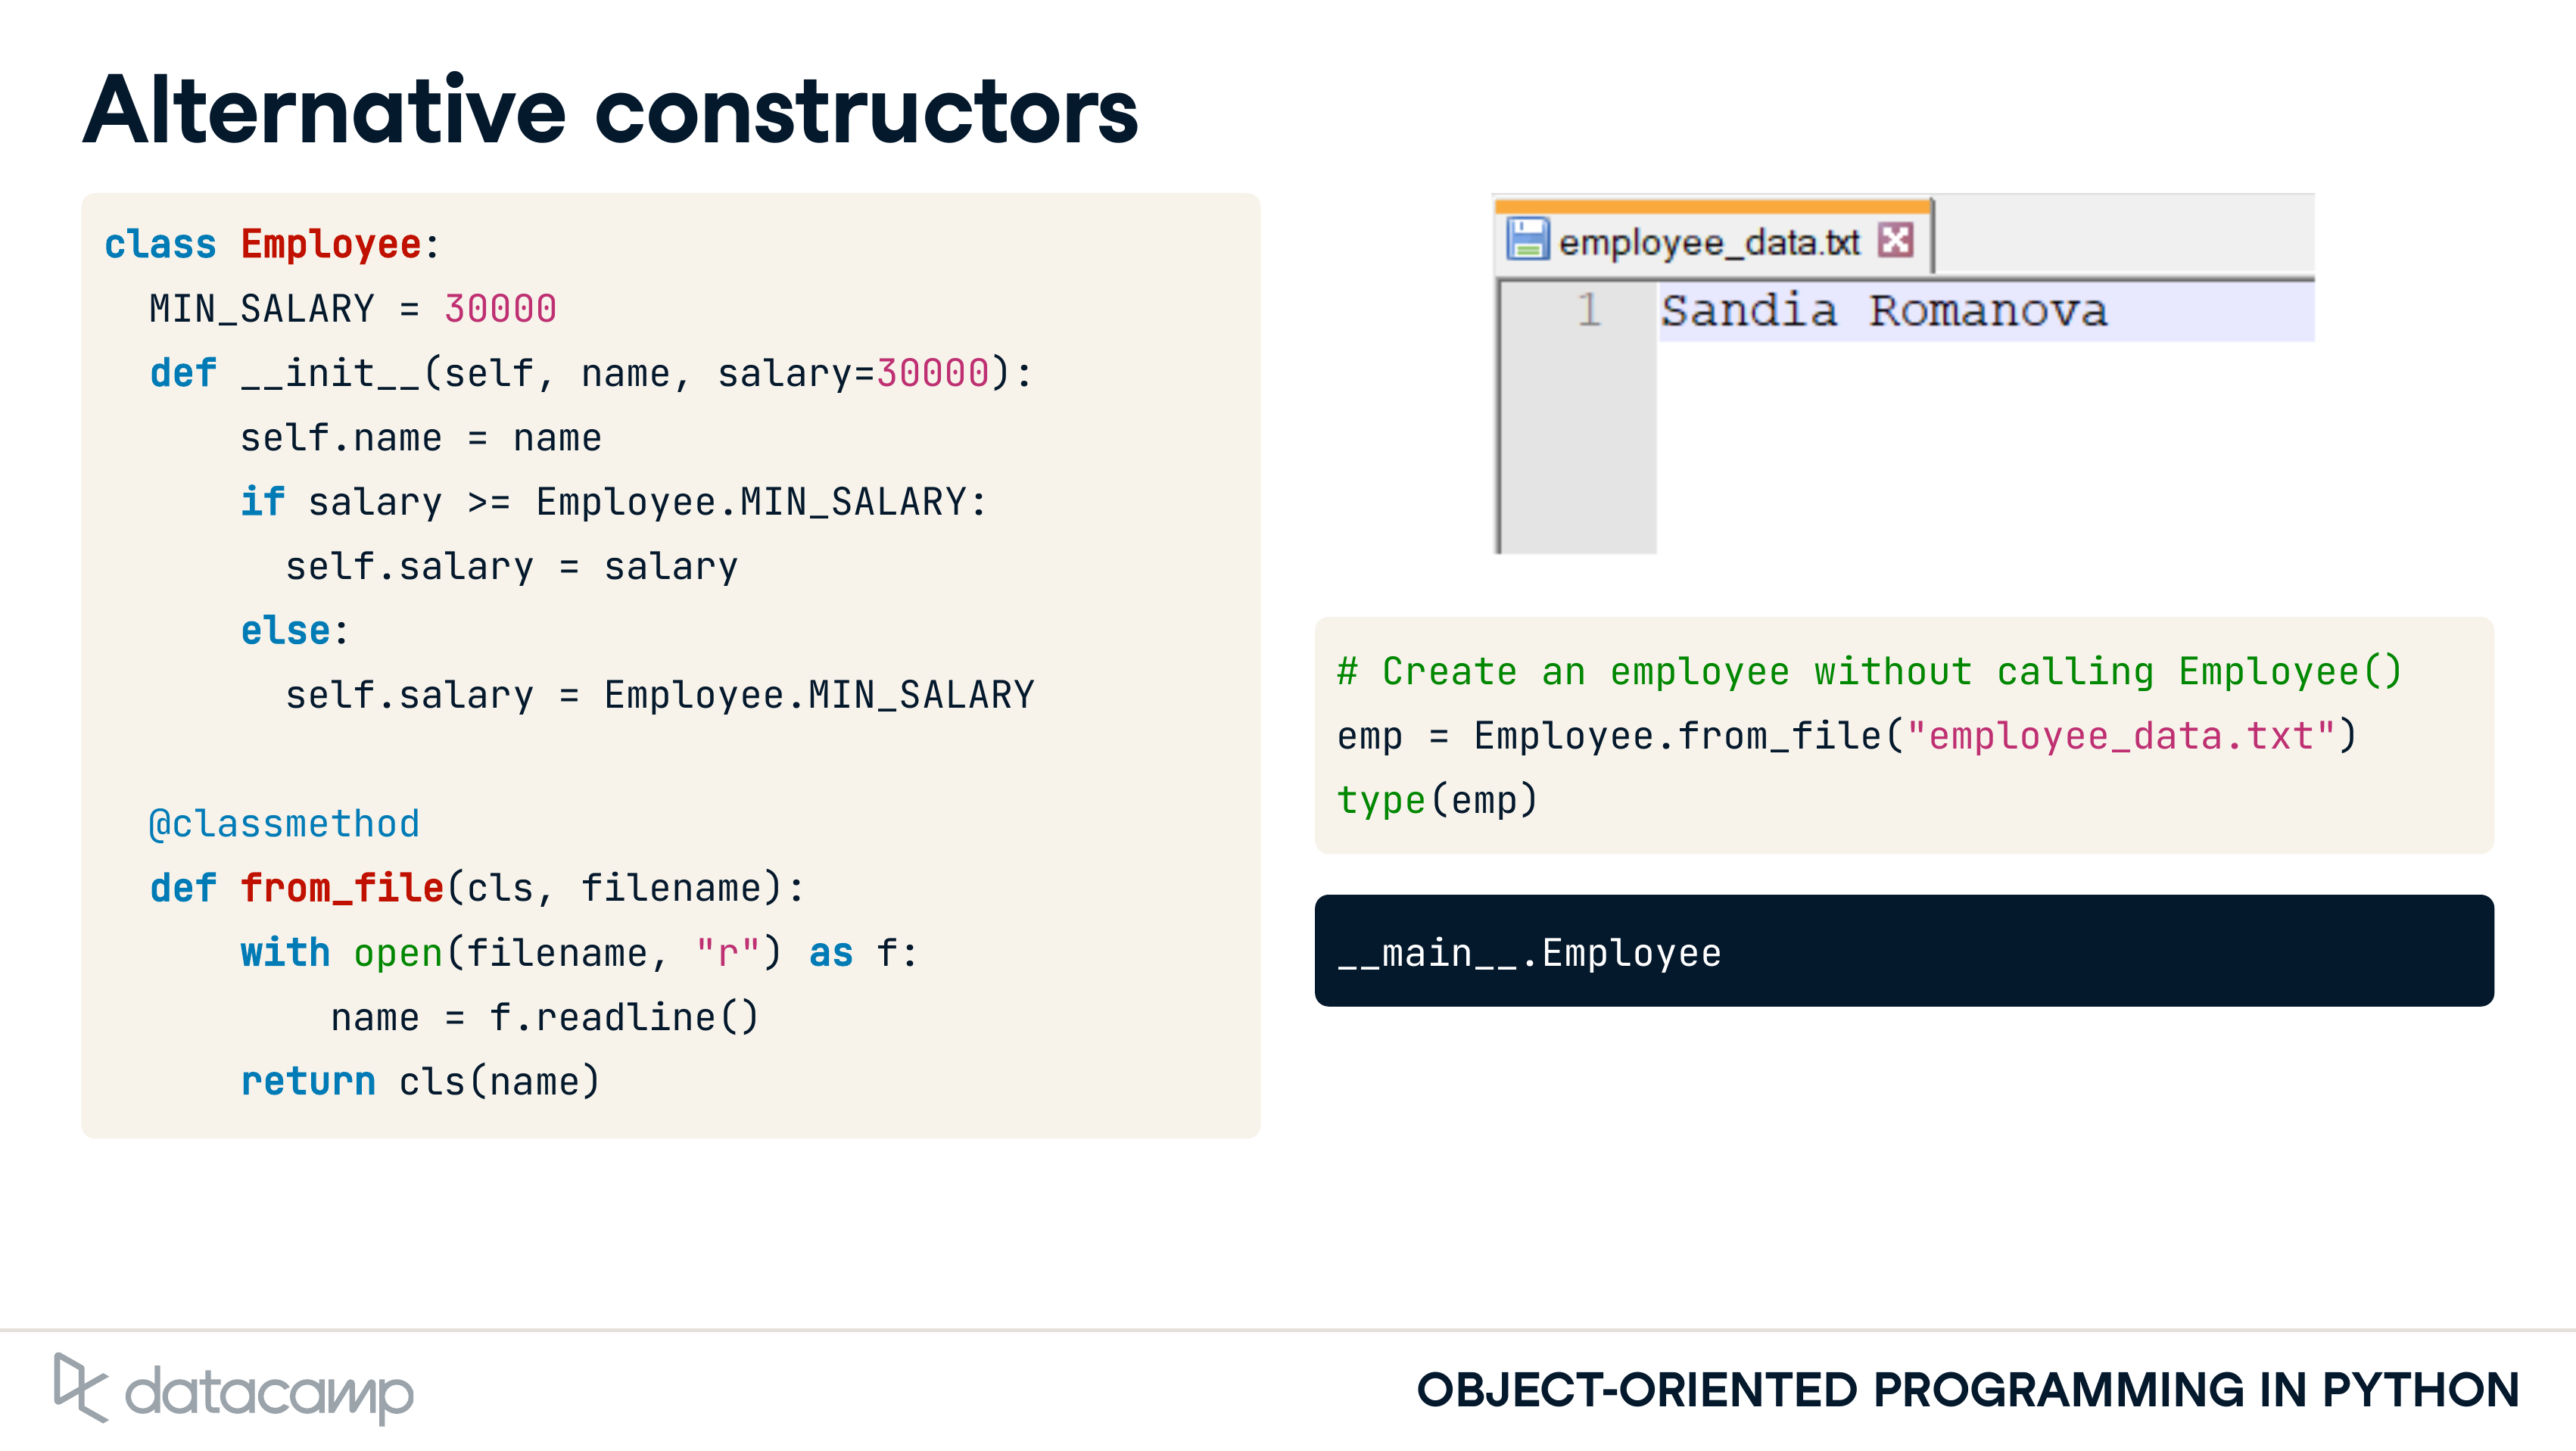 Alternative constructors
class Employee:
  MIN_SALARY = 30000
  def __init__(self, name, salary=30000):
      self.name = name
      if salary >= Employee.MIN_SALARY:
        self.salary = salary
      else:
        self.salary = Employee.MIN_SALARY

  @classmethod
  def from_file(cls, filename):
      with open(filename, "r") as f:
          name = f.readline()
      return cls(name)
employee_data.txt
1 Sandia Romanova
# Create an employee without calling Employee()
emp = Employee.from_file("employee_data.txt")
type(emp)
__main__.Employee
datacamp
OBJECT-ORIENTED PROGRAMMING IN PYTHON